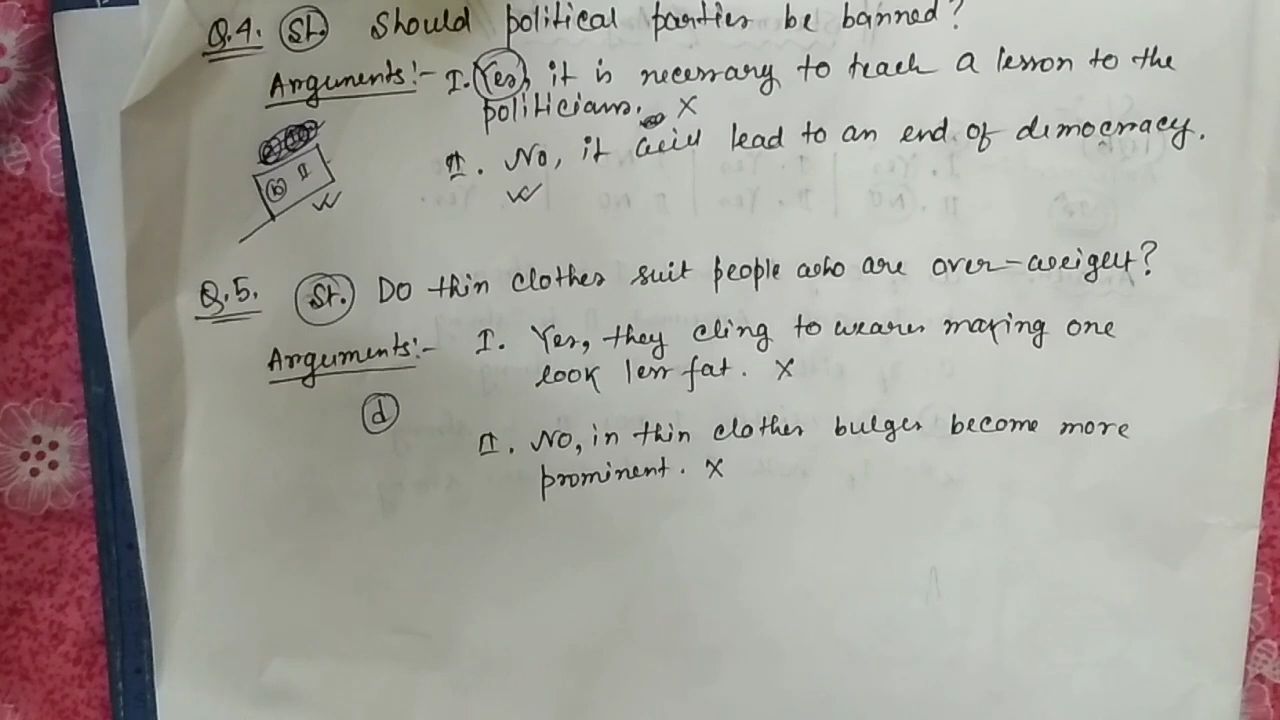 Q.4. St. Should political parties be banned?
Arguments:- I. Yes, it is necessary to teach a lesson to the
politicians. X
II. No, it will lead to an end of democracy.
(b) II
Q.5. St. Do thin clothes suit people who are over-weight?
Arguments:- I. Yes, they cling to wearer making one
look less fat. X
(d)
II. No, in thin clothes bulges become more
prominent. X